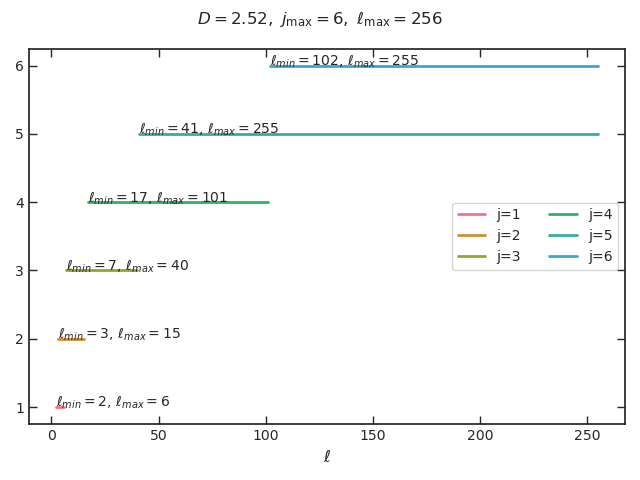 D = 2.52, j_max = 6, ℓ_max = 256
6
ℓ_min = 102, ℓ_max = 255
5
ℓ_min = 41, ℓ_max = 255
4
ℓ_min = 17, ℓ_max = 101
j=1
j=4
j=2
j=5
j=3
j=6
3
ℓ_min = 7, ℓ_max = 40
2
ℓ_min = 3, ℓ_max = 15
1
ℓ_min = 2, ℓ_max = 6
0 50 100 150 200 250
ℓ